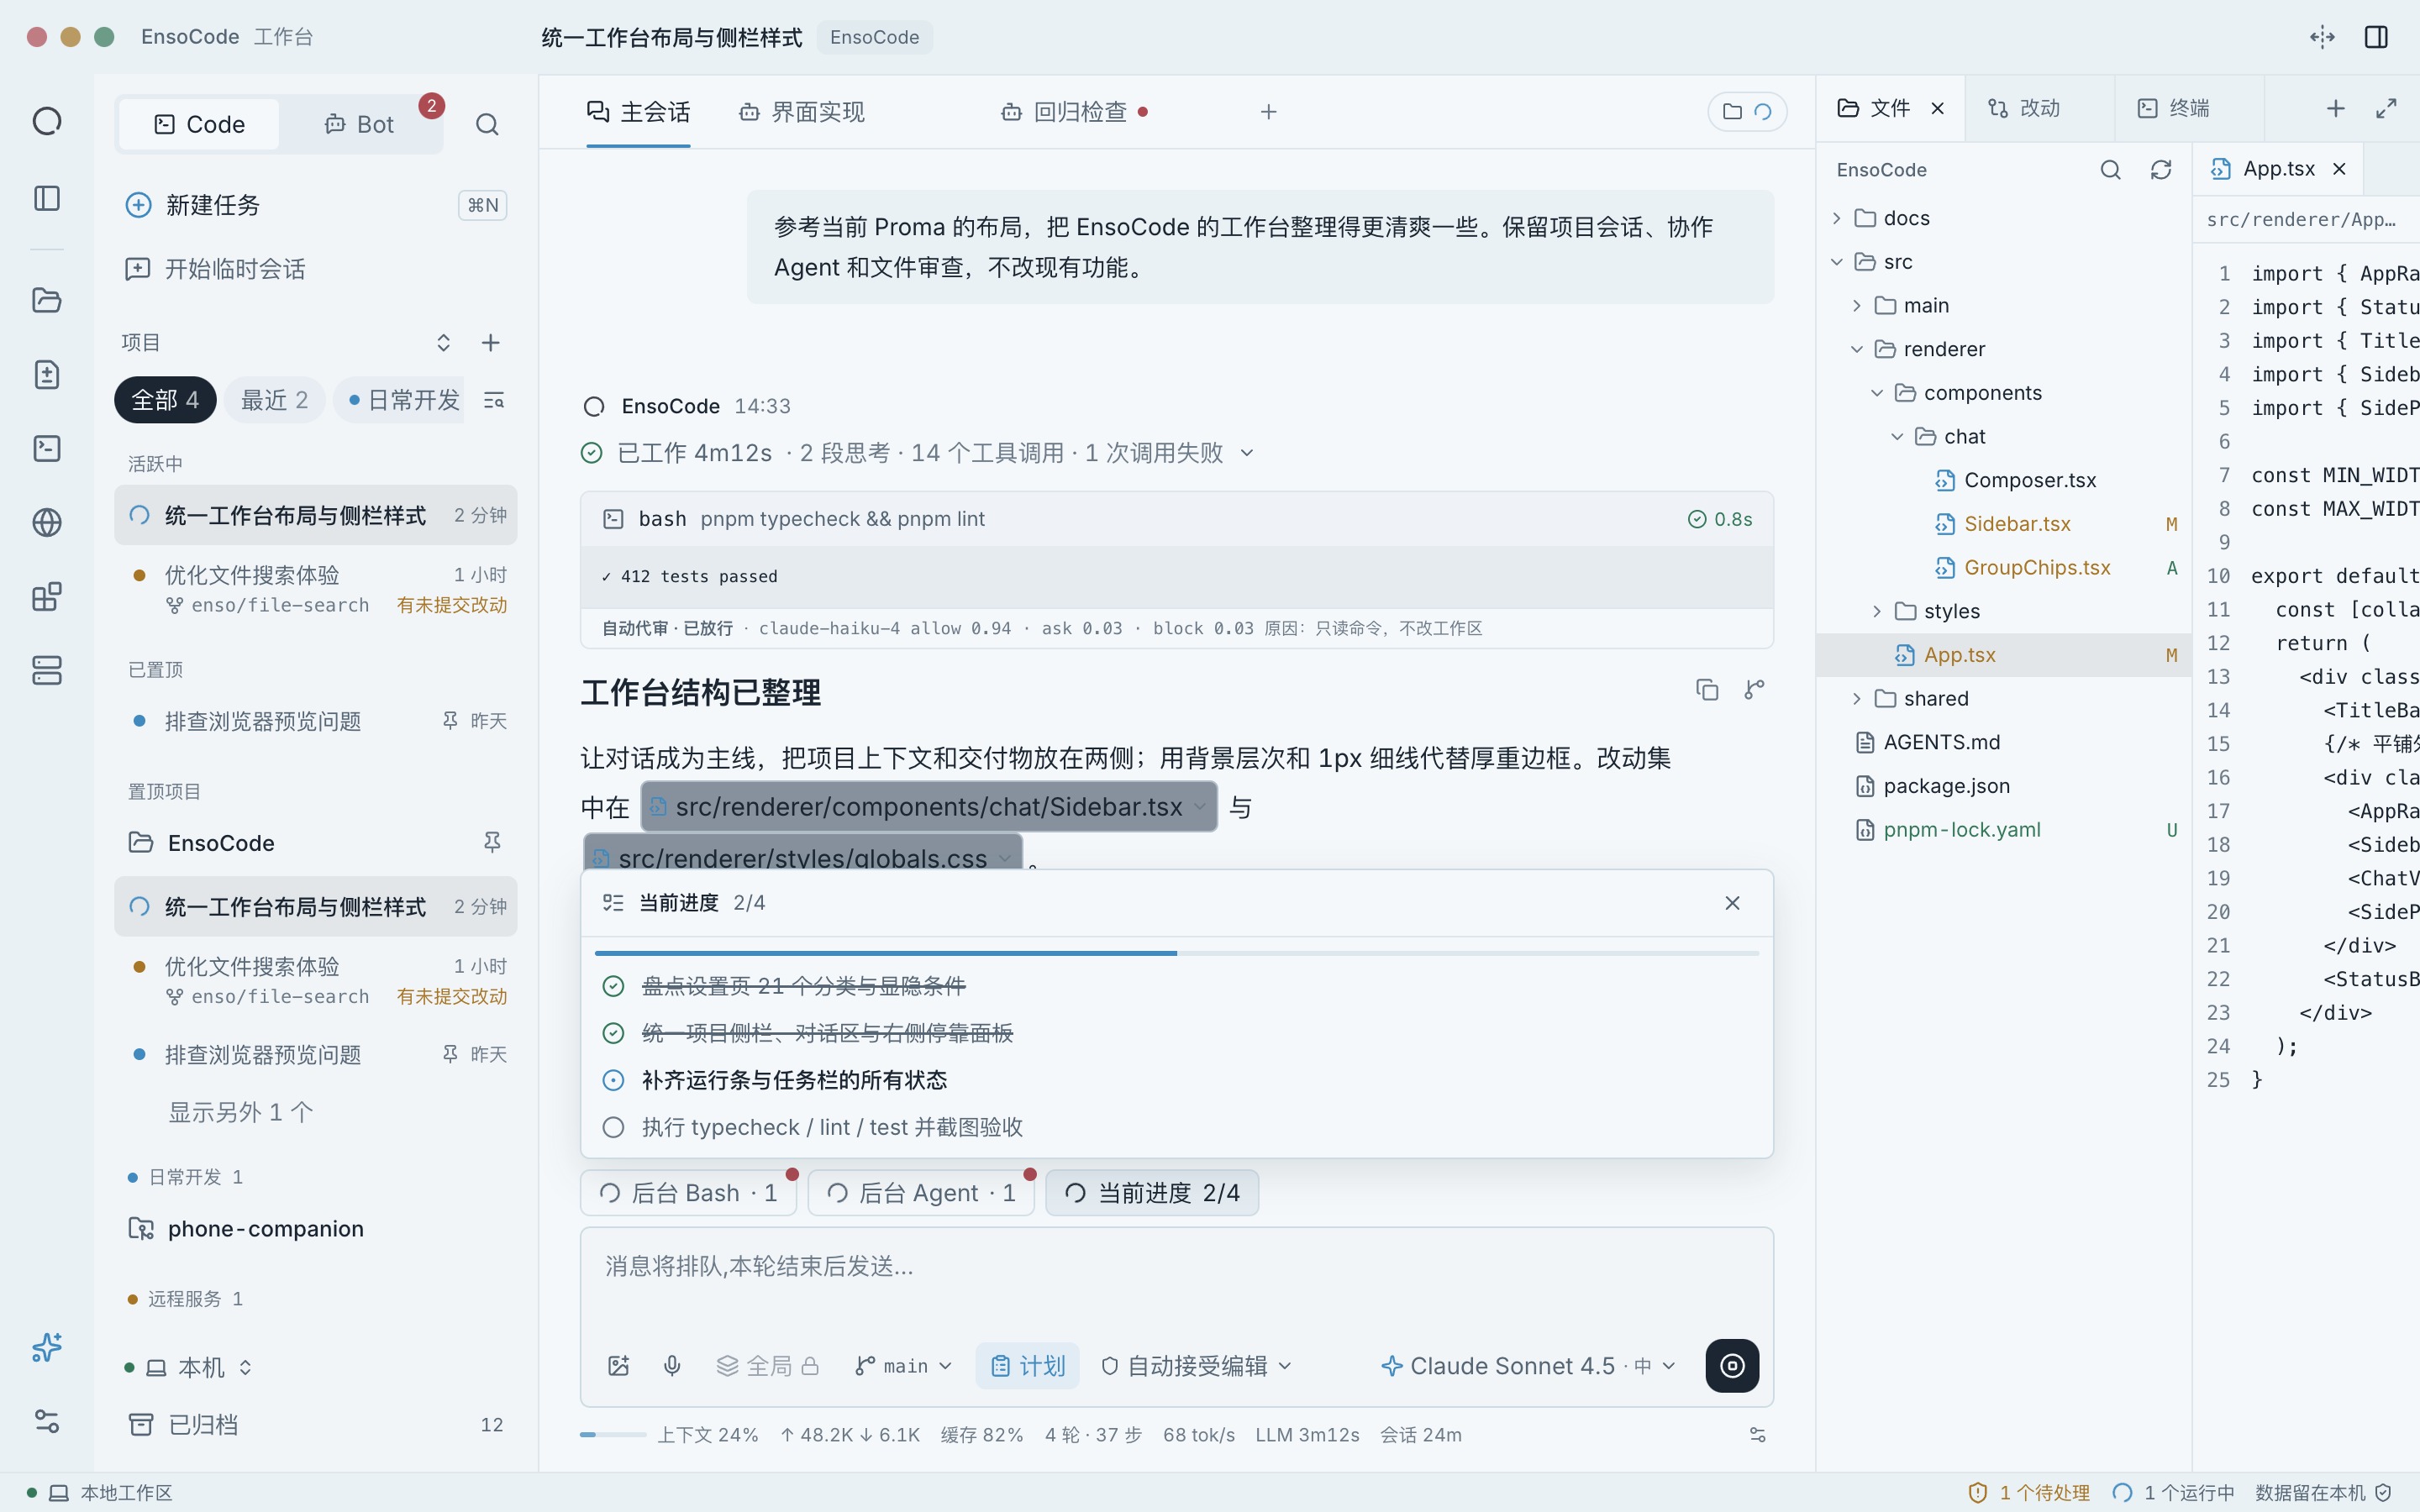 EnsoCode 工作台
统一工作台布局与侧栏样式 EnsoCode
Code
Bot
2
新建任务 ⌘N
开始临时会话
项目
全部 4
最近 2
日常开发
活跃中
统一工作台布局与侧栏样式 2 分钟
优化文件搜索体验 1 小时
enso/file-search 有未提交改动
已置顶
排查浏览器预览问题 昨天
置顶项目
EnsoCode
统一工作台布局与侧栏样式 2 分钟
优化文件搜索体验 1 小时
enso/file-search 有未提交改动
排查浏览器预览问题 昨天
显示另外 1 个
日常开发 1
phone-companion
远程服务 1
本机
已归档 12
主会话
界面实现
回归检查
参考当前 Proma 的布局，把 EnsoCode 的工作台整理得更清爽一些。保留项目会话、协作
Agent 和文件审查，不改现有功能。
EnsoCode 14:33
已工作 4m12s · 2 段思考 · 14 个工具调用 · 1 次调用失败
bash pnpm typecheck && pnpm lint 0.8s
✓ 412 tests passed
自动代审 · 已放行 · claude-haiku-4 allow 0.94 · ask 0.03 · block 0.03 原因：只读命令，不改工作区
工作台结构已整理
让对话成为主线，把项目上下文和交付物放在两侧；用背景层次和 1px 细线代替厚重边框。改动集
中在 src/renderer/components/chat/Sidebar.tsx 与
src/renderer/styles/globals.css 。
当前进度 2/4
盘点设置页 21 个分类与显隐条件
统一项目侧栏、对话区与右侧停靠面板
补齐运行条与任务栏的所有状态
执行 typecheck / lint / test 并截图验收
后台 Bash · 1
后台 Agent · 1
当前进度 2/4
消息将排队,本轮结束后发送...
全局
main
计划
自动接受编辑
Claude Sonnet 4.5 · 中
上下文 24% ↑ 48.2K ↓ 6.1K 缓存 82% 4 轮 · 37 步 68 tok/s LLM 3m12s 会话 24m
文件
改动
终端
EnsoCode
docs
src
main
renderer
components
chat
Composer.tsx
Sidebar.tsx M
GroupChips.tsx A
styles
App.tsx M
shared
AGENTS.md
package.json
pnpm-lock.yaml U
App.tsx
src/renderer/App…
1 import { AppRa
2 import { Statu
3 import { Title
4 import { Sideb
5 import { SideP
6
7 const MIN_WIDT
8 const MAX_WIDT
9
10 export default
11 const [colla
12 return (
13 <div class
14 <TitleBa
15 {/* 平铺
16 <div cla
17 <AppRa
18 <Sideb
19 <ChatV
20 <SideP
21 </div>
22 <StatusB
23 </div>
24 );
25 }
本地工作区
1 个待处理
1 个运行中
数据留在本机